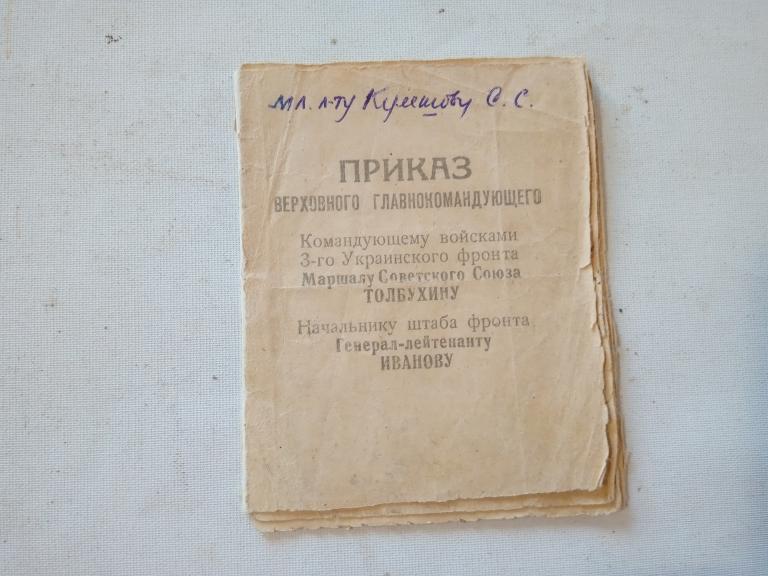 мл. л-ту С. С.
ПРИКАЗ
ВЕРХОВНОГО ГЛАВНОКОМАНДУЮЩЕГО
Командующему войсками
3-го Украинского фронта
Маршалу Советского Союза
ТОЛБУХИНУ
Начальнику штаба фронта
Генерал-лейтенанту
ИВАНОВУ